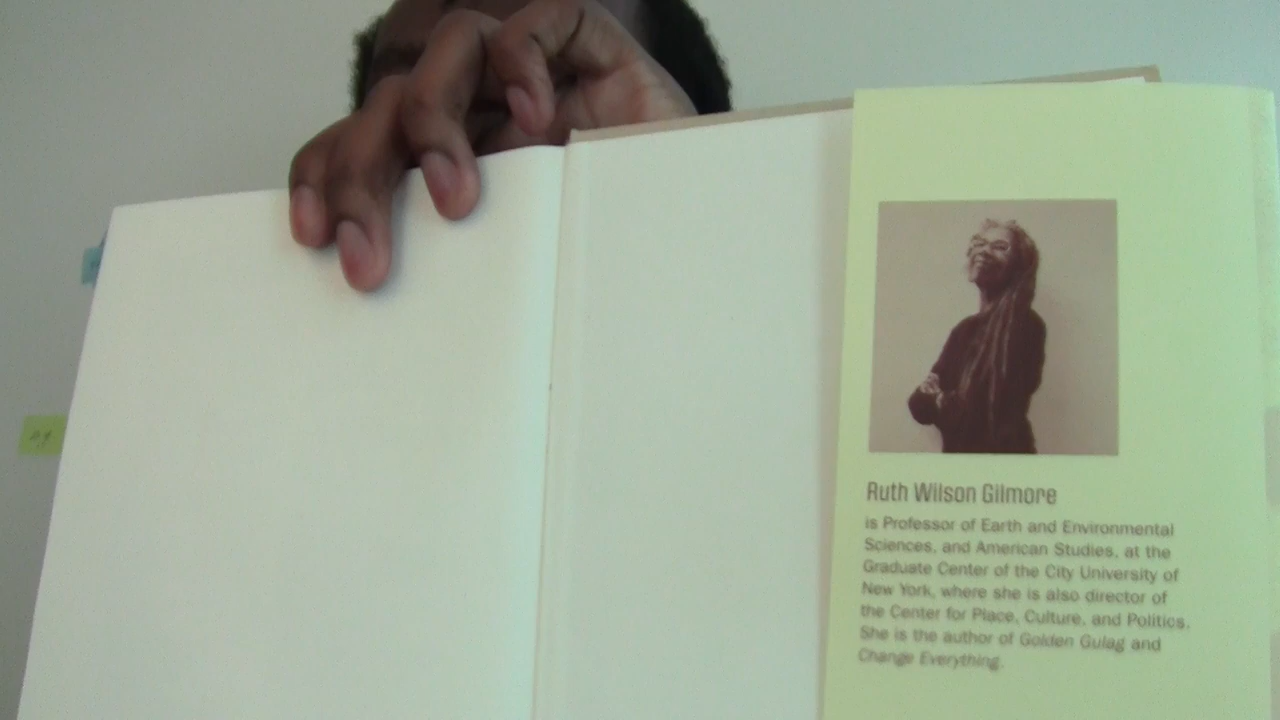 Ruth Wilson Gilmore
is Professor of Earth and Environmental
Sciences, and American Studies, at the
Graduate Center of the City University of
New York, where she is also director of
the Center for Place, Culture, and Politics.
She is the author of Golden Gulag and
Change Everything.